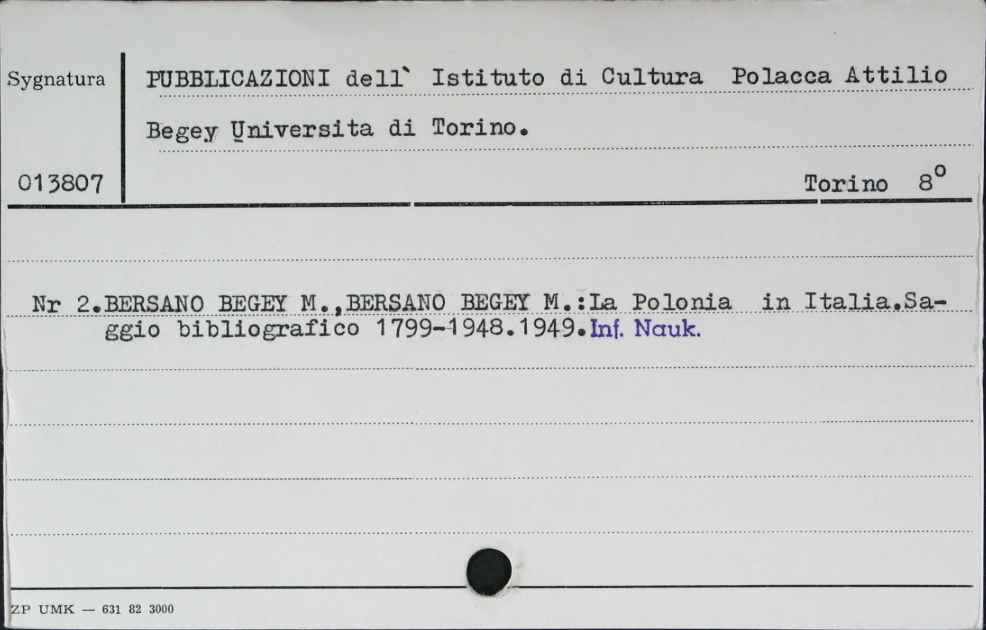 Sygnatura
PUBBLICAZIONI dell` Istituto di Cultura Polacca Attilio
Begey Universita di Torino.
013807
Torino 8°
Nr 2.BERSANO BEGEY M.,BERSANO BEGEY M.:La Polonia in Italia.Sa-
ggio bibliografico 1799-1948.1949.Inf. Nauk.
ZP UMK — 631 82 3000